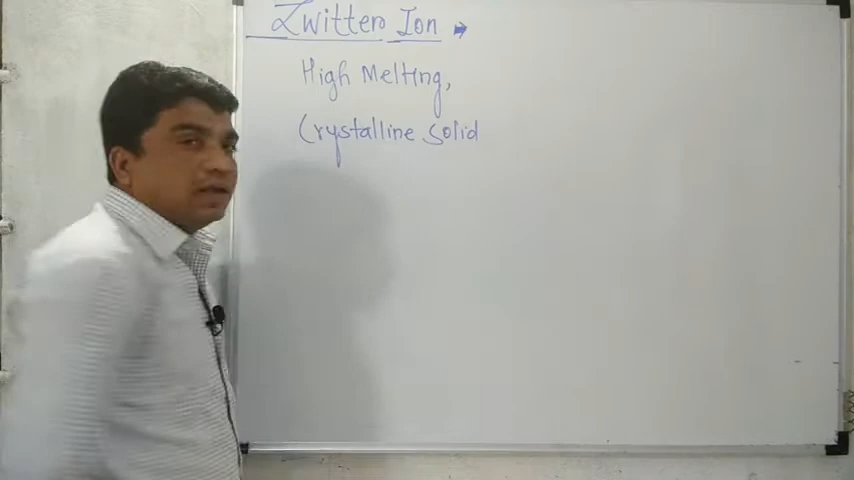 Zwitter Ion →
High Melting,
Crystalline Solid